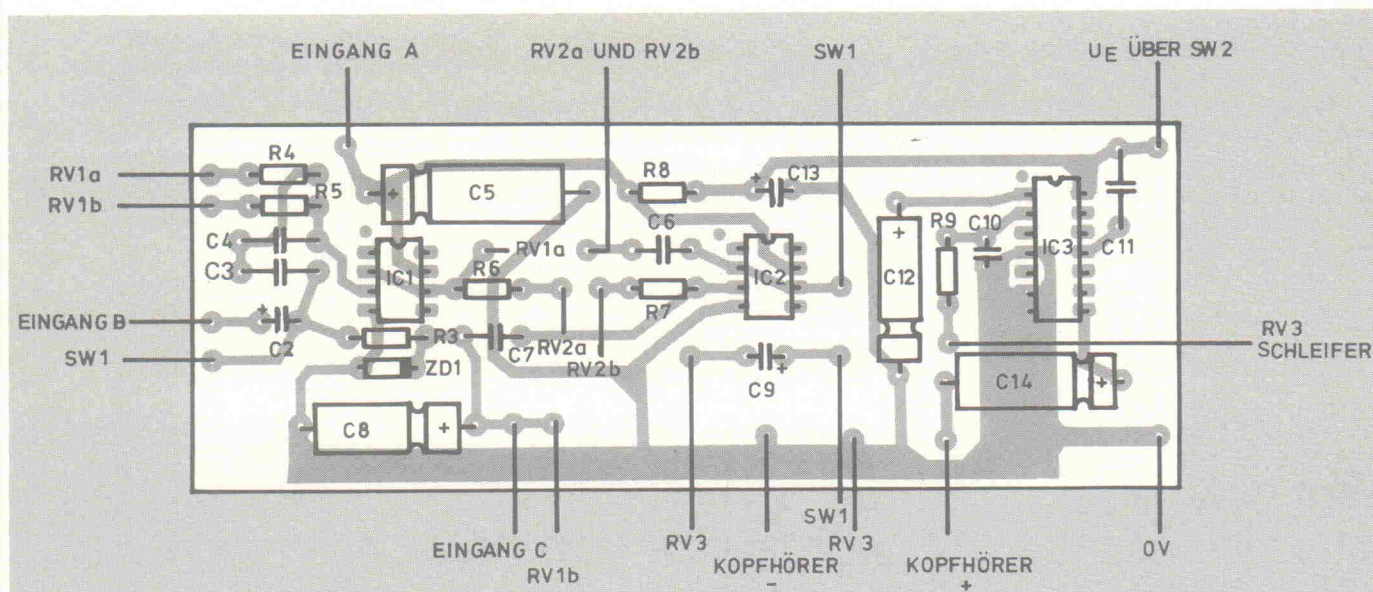 EINGANG A
RV2a UND RV2b
SW1
UE ÜBER SW2
RV1a
RV1b
R4
R5
C5
R8
C13
C4
C3
C6
RV1a
R9
C10
IC3
C11
IC1
R6
IC2
C12
EINGANG B
C2
R3
C7
RV2a
R7
SW1
ZD1
RV2b
C9
RV3
SCHLEIFER
C14
C8
EINGANG C
RV1b
RV3
KOPFHÖRER
–
SW1
RV3
KOPFHÖRER
+
0V